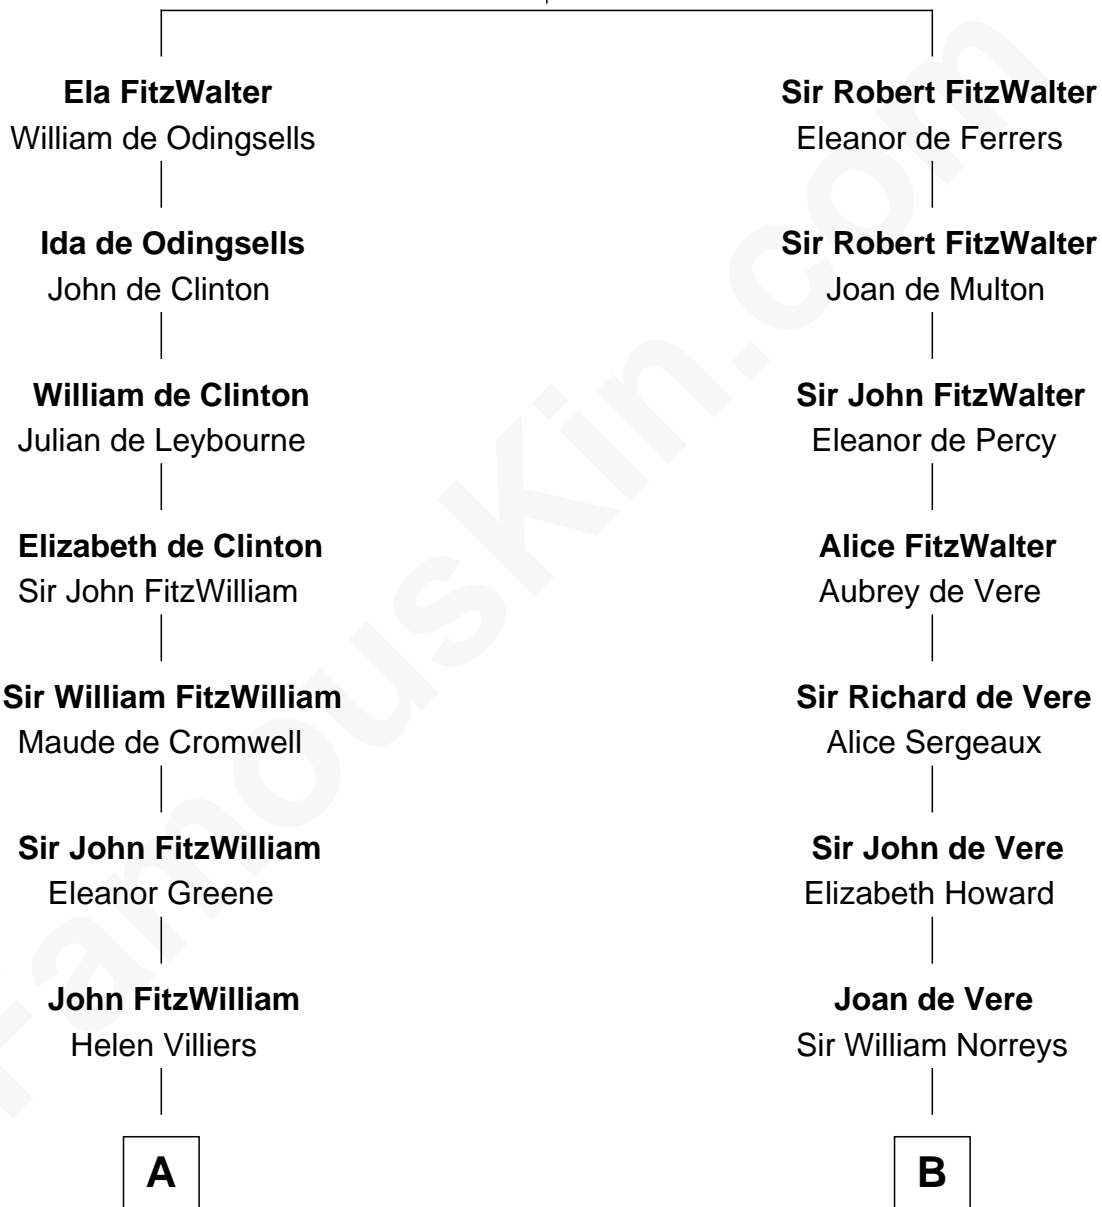 Ela FitzWalter
William de Odingsells
Ida de Odingsells
John de Clinton
William de Clinton
Julian de Leybourne
Elizabeth de Clinton
Sir John FitzWilliam
Sir William FitzWilliam
Maude de Cromwell
Sir John FitzWilliam
Eleanor Greene
John FitzWilliam
Helen Villiers
A
Sir Robert FitzWalter
Eleanor de Ferrers
Sir Robert FitzWalter
Joan de Multon
Sir John FitzWalter
Eleanor de Percy
Alice FitzWalter
Aubrey de Vere
Sir Richard de Vere
Alice Sergeaux
Sir John de Vere
Elizabeth Howard
Joan de Vere
Sir William Norreys
B
FamousKin.com